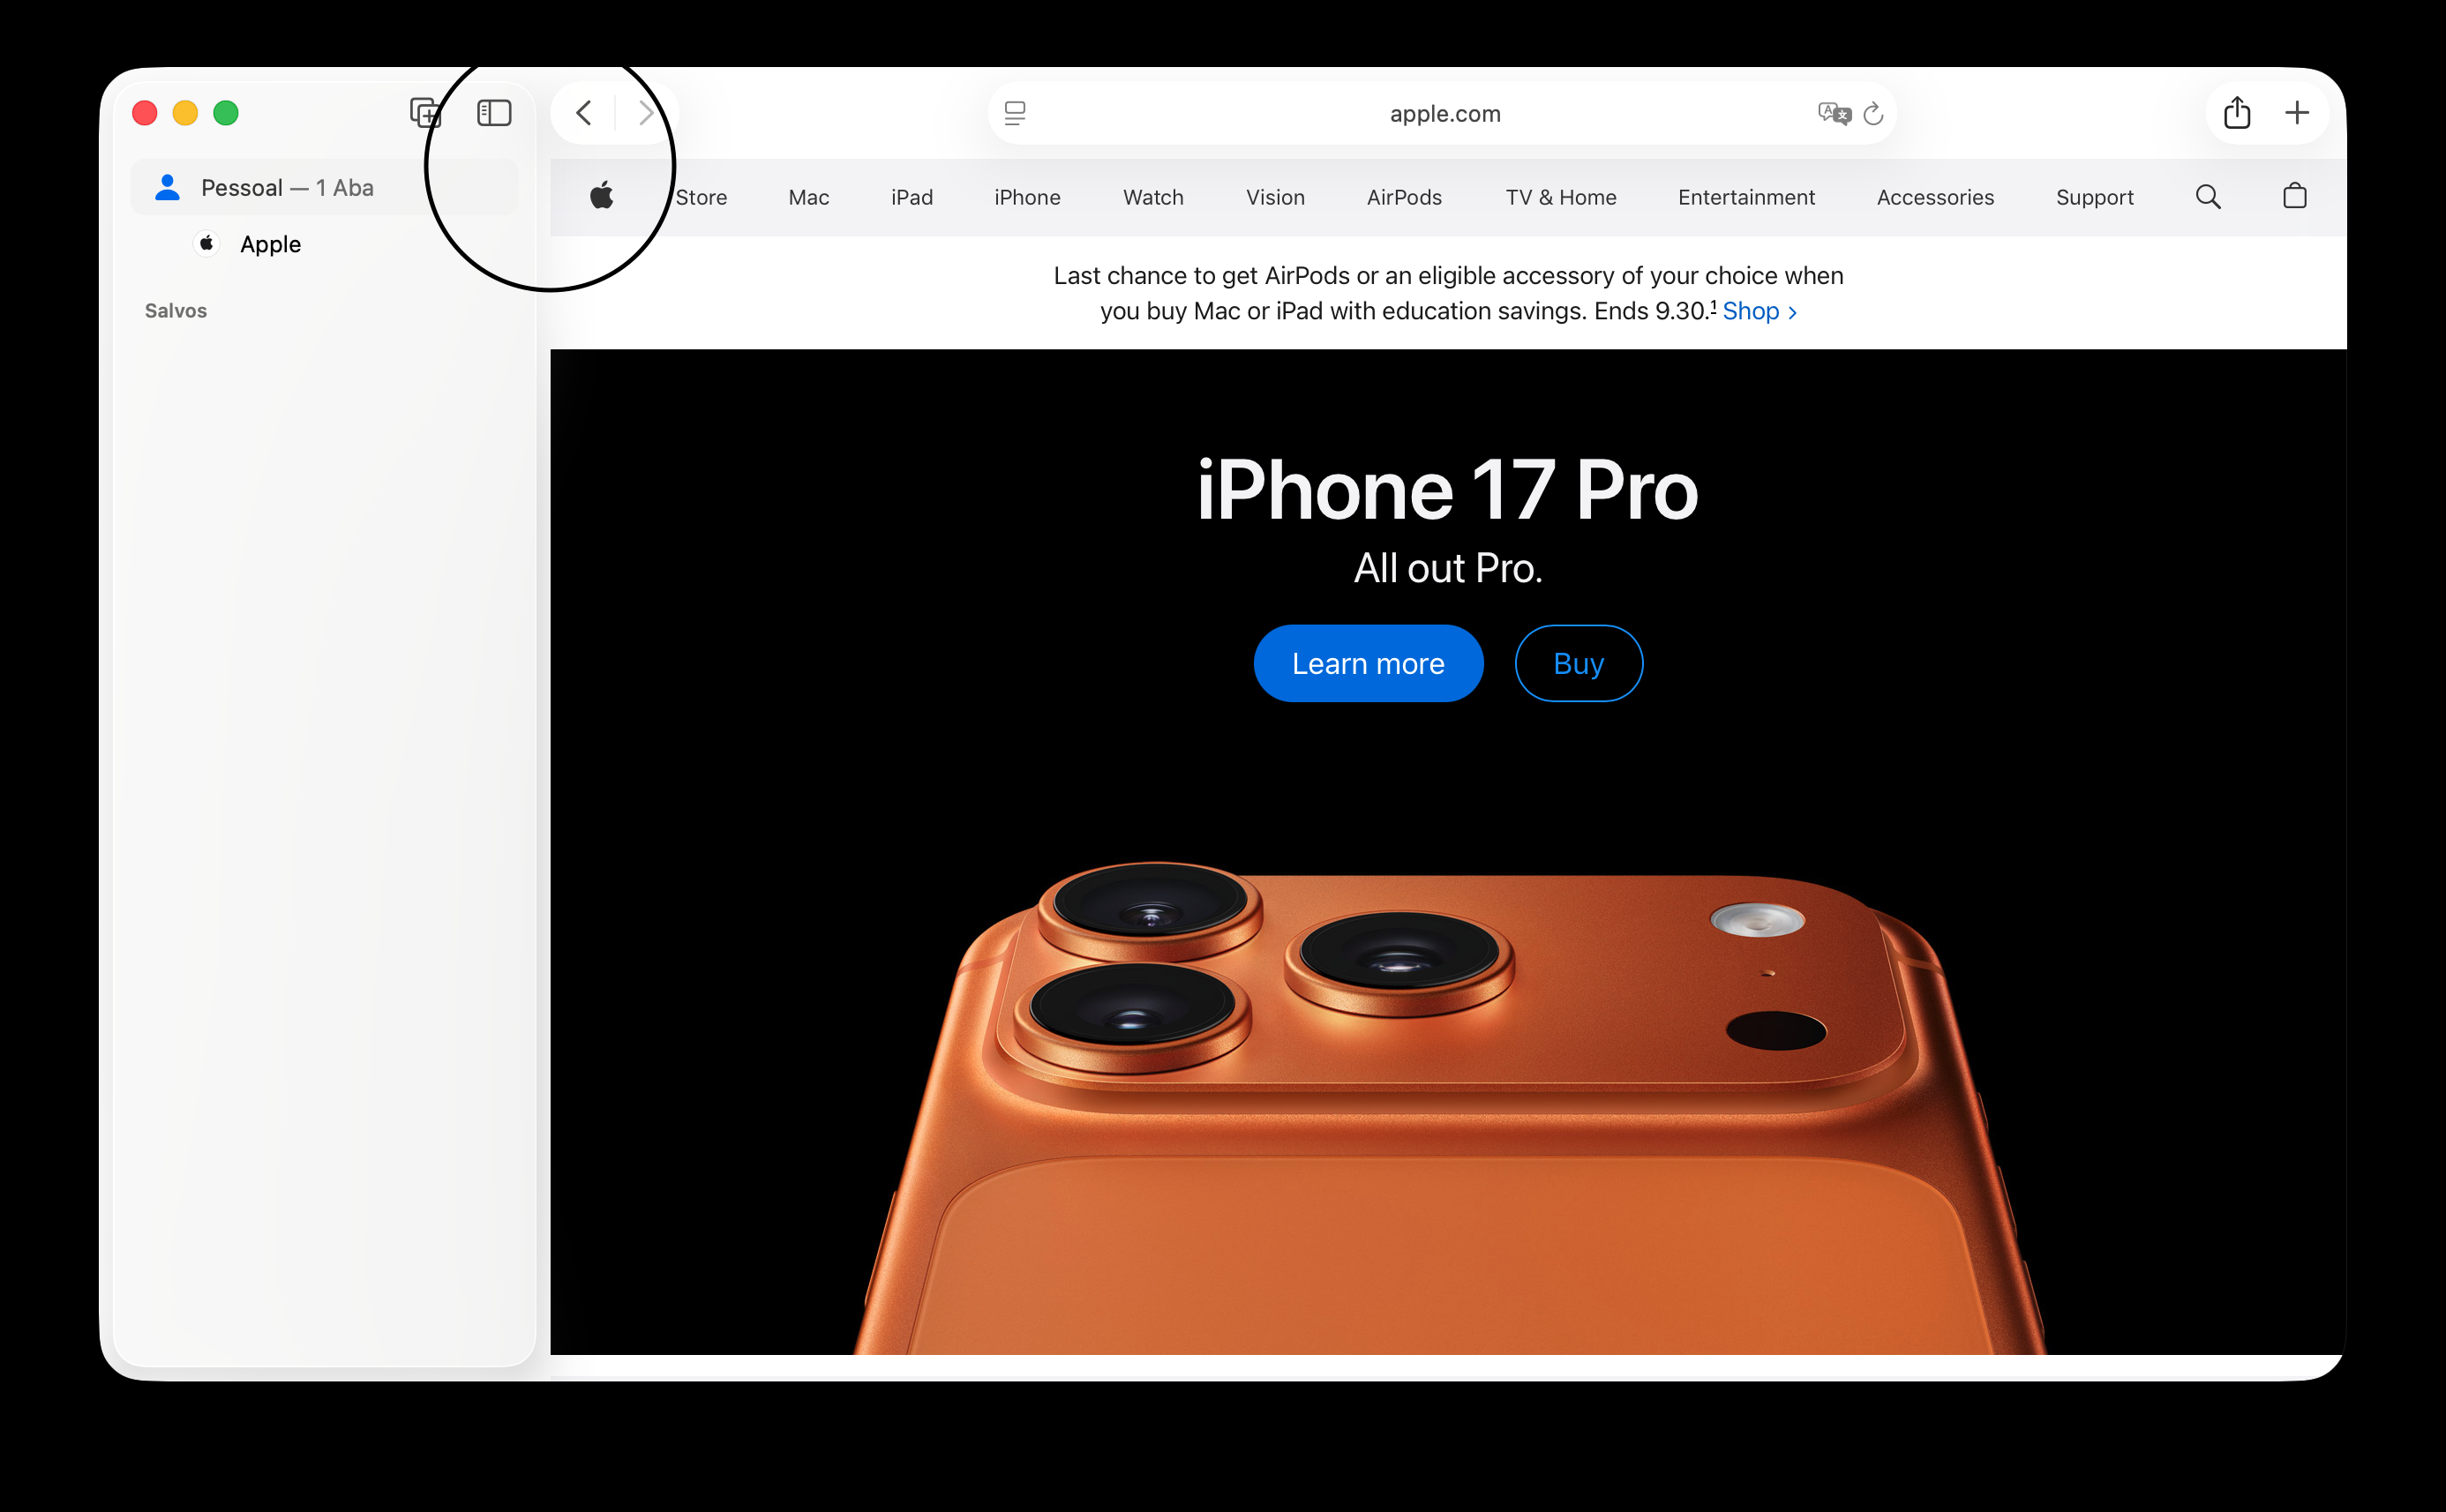 apple.com
Pessoal — 1 Aba
Apple
Salvos
Store Mac iPad iPhone Watch Vision AirPods TV & Home Entertainment Accessories Support
Last chance to get AirPods or an eligible accessory of your choice when
you buy Mac or iPad with education savings. Ends 9.30.¹ Shop >
iPhone 17 Pro
All out Pro.
Learn more Buy